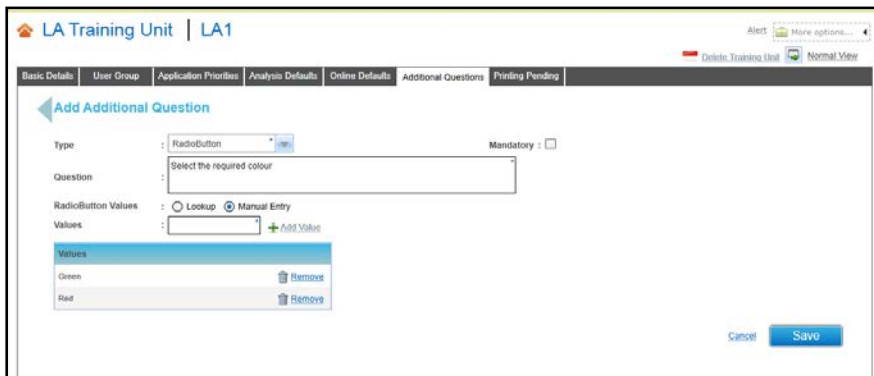 LA Training Unit | LA1
Alert More options...
Delete Training Unit Normal View
Basic Details User Group Application Priorities Analysis Defaults Online Defaults Additional Questions Printing Pending
Add Additional Question
Type : RadioButton * Mandatory :
Select the required colour *
Question :
RadioButton Values : Lookup Manual Entry
Values : * Add Value
Values
Green Remove
Red Remove
Cancel Save